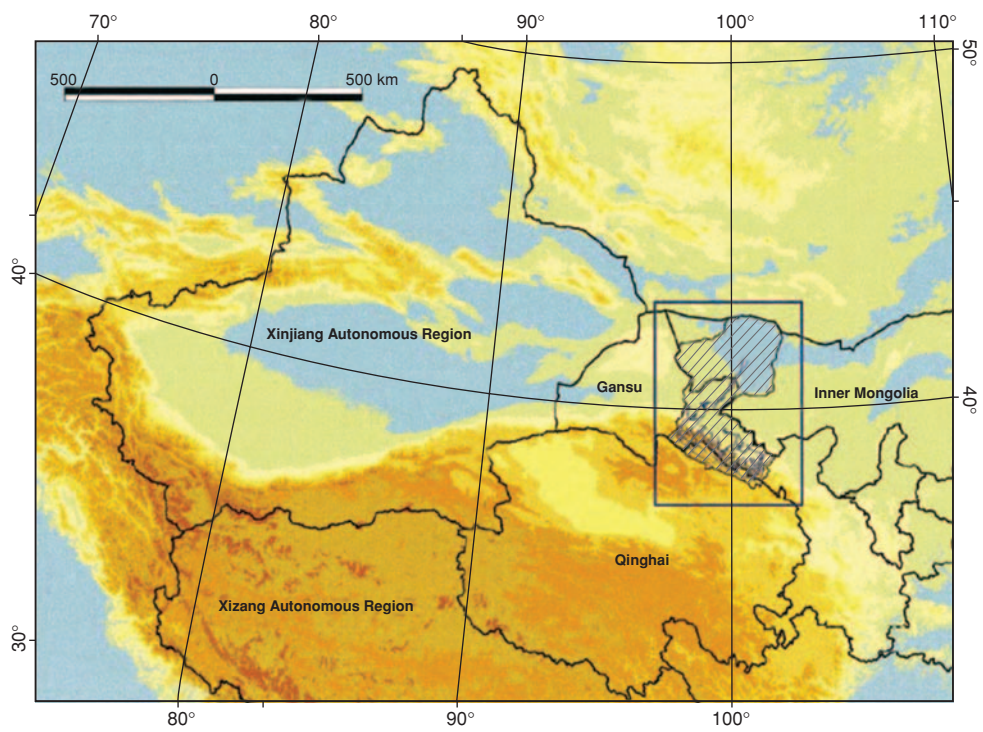 70° 80° 90° 100° 110°
50°
500 0 500 km
40°
Xinjiang Autonomous Region
Gansu
Inner Mongolia
40°
Qinghai
Xizang Autonomous Region
30°
80° 90° 100°